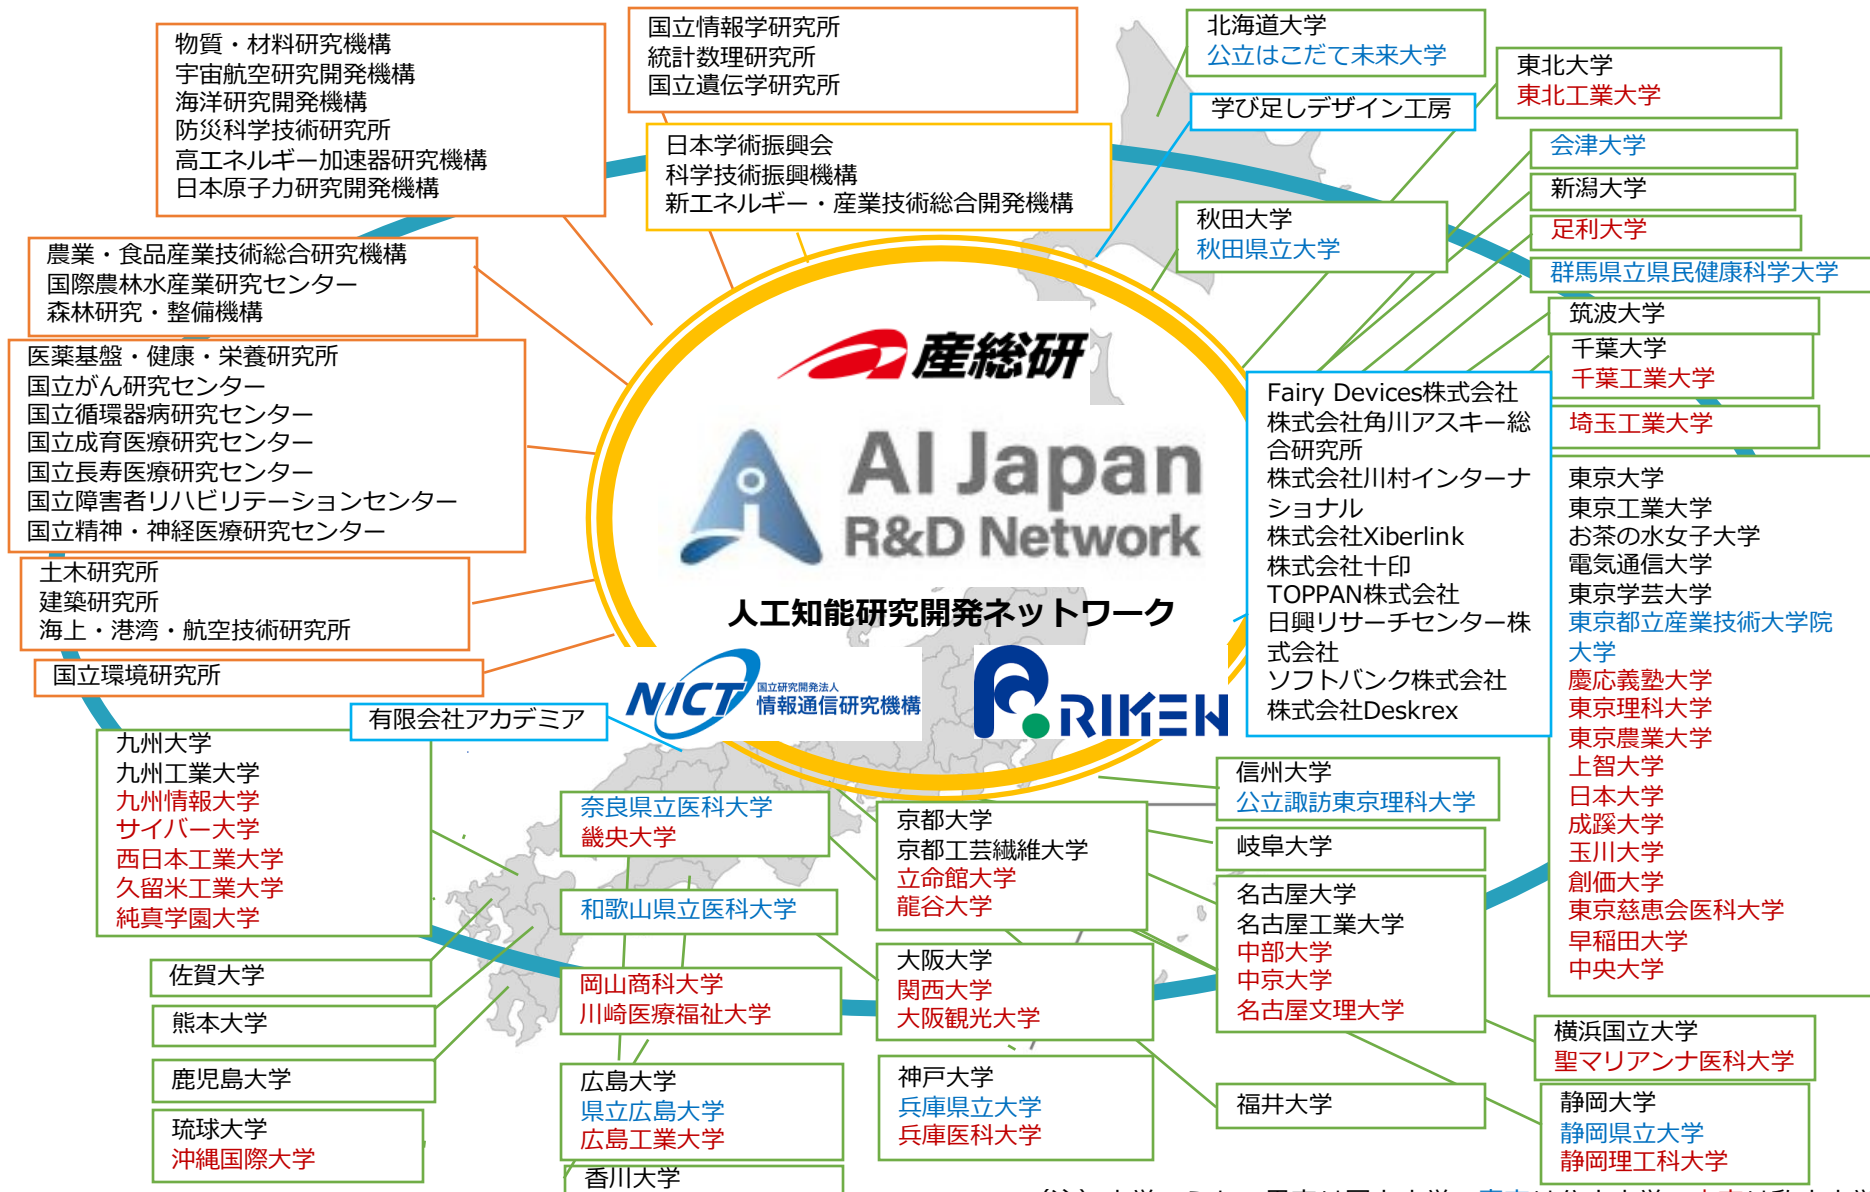 物質・材料研究機構
宇宙航空研究開発機構
海洋研究開発機構
防災科学技術研究所
高エネルギー加速器研究機構
日本原子力研究開発機構
国立情報学研究所
統計数理研究所
国立遺伝学研究所
日本学術振興会
科学技術振興機構
新エネルギー・産業技術総合開発機構
北海道大学
公立はこだて未来大学
学び足しデザイン工房
東北大学
東北工業大学
会津大学
新潟大学
足利大学
群馬県立県民健康科学大学
秋田大学
秋田県立大学
筑波大学
千葉大学
千葉工業大学
埼玉工業大学
農業・食品産業技術総合研究機構
国際農林水産業研究センター
森林研究・整備機構
医薬基盤・健康・栄養研究所
国立がん研究センター
国立循環器病研究センター
国立成育医療研究センター
国立長寿医療研究センター
国立障害者リハビリテーションセンター
国立精神・神経医療研究センター
土木研究所
建築研究所
海上・港湾・航空技術研究所
国立環境研究所
有限会社アカデミア
産総研
AI Japan
R&D Network
人工知能研究開発ネットワーク
NICT
国立研究開発法人
情報通信研究機構
RIKEN
Fairy Devices株式会社
株式会社角川アスキー総
合研究所
株式会社川村インターナ
ショナル
株式会社Xiberlink
株式会社十印
TOPPAN株式会社
日興リサーチセンター株
式会社
ソフトバンク株式会社
株式会社Deskrex
東京大学
東京工業大学
お茶の水女子大学
電気通信大学
東京学芸大学
東京都立産業技術大学院
大学
慶応義塾大学
東京理科大学
東京農業大学
上智大学
日本大学
成蹊大学
玉川大学
創価大学
東京慈恵会医科大学
早稲田大学
中央大学
九州大学
九州工業大学
九州情報大学
サイバー大学
西日本工業大学
久留米工業大学
純真学園大学
佐賀大学
熊本大学
鹿児島大学
琉球大学
沖縄国際大学
奈良県立医科大学
畿央大学
和歌山県立医科大学
岡山商科大学
川崎医療福祉大学
広島大学
県立広島大学
広島工業大学
香川大学
京都大学
京都工芸繊維大学
立命館大学
龍谷大学
大阪大学
関西大学
大阪観光大学
神戸大学
兵庫県立大学
兵庫医科大学
信州大学
公立諏訪東京理科大学
岐阜大学
名古屋大学
名古屋工業大学
中部大学
中京大学
名古屋文理大学
福井大学
横浜国立大学
聖マリアンナ医科大学
静岡大学
静岡県立大学
静岡理工科大学